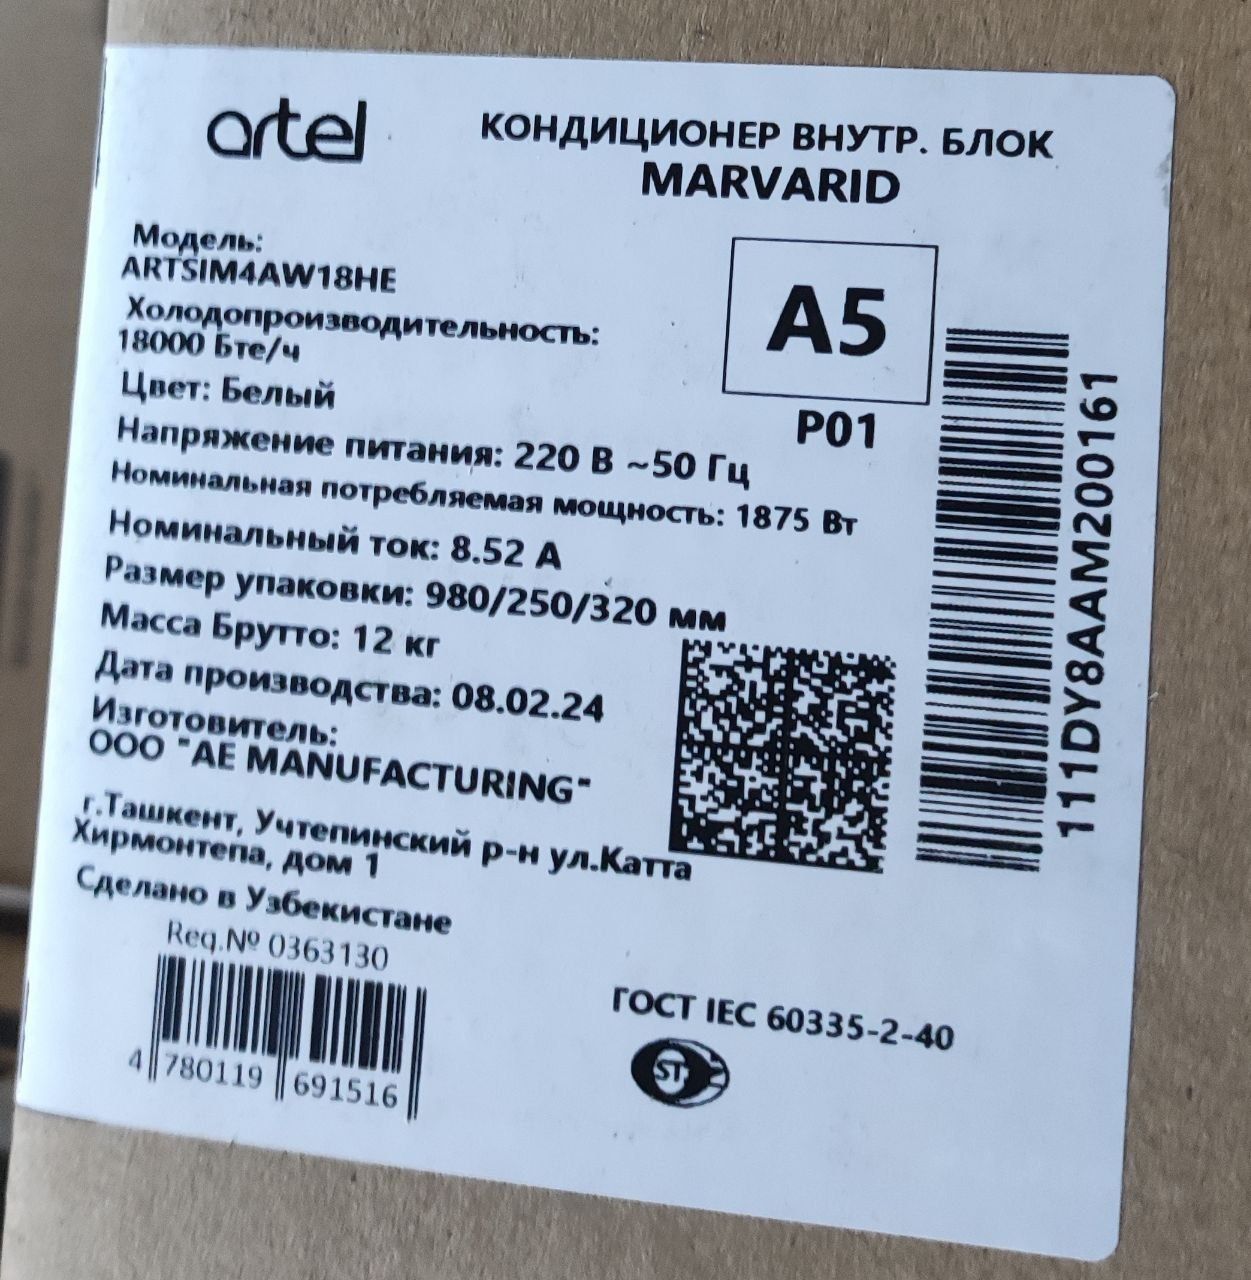 artel
КОНДИЦИОНЕР ВНУТР. БЛОК
MARVARID
Модель:
ARTSIM4AW18HE
Холодопроизводительность:
18000 Бте/ч
Цвет: Белый
Напряжение питания: 220 В ~50 Гц
Номинальная потребляемая мощность: 1875 Вт
Номинальный ток: 8.52 А
Размер упаковки: 980/250/320 мм
Масса Брутто: 12 кг
Дата производства: 08.02.24
Изготовитель:
ООО "AE MANUFACTURING"
г.Ташкент, Учтепинский р-н ул.Катта
Хирмонтепа, дом 1
Сделано в Узбекистане
Req.№ 0363130
4 780119 691516
A5
P01
111DY8AAM200161
ГОСТ IEC 60335-2-40
ST